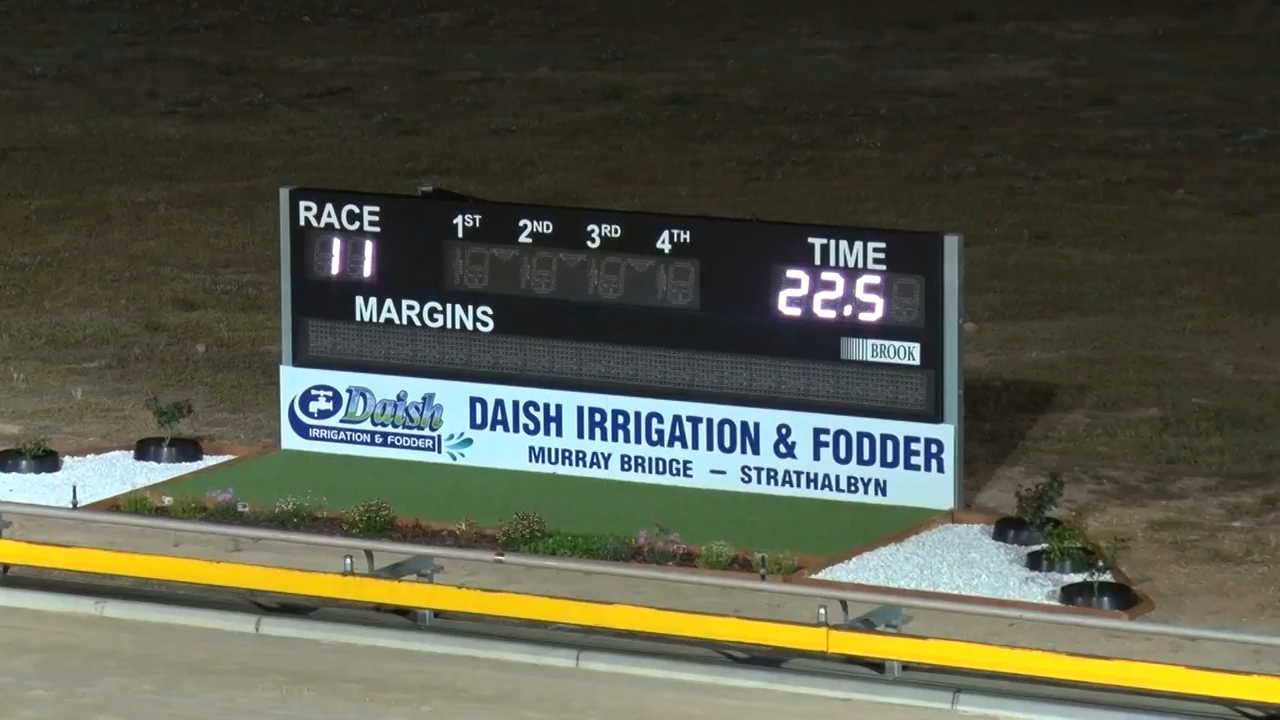 RACE 1ST 2ND 3RD 4TH TIME
11 22.5
MARGINS
BROOK
Daish
IRRIGATION & FODDER
DAISH IRRIGATION & FODDER
MURRAY BRIDGE — STRATHALBYN